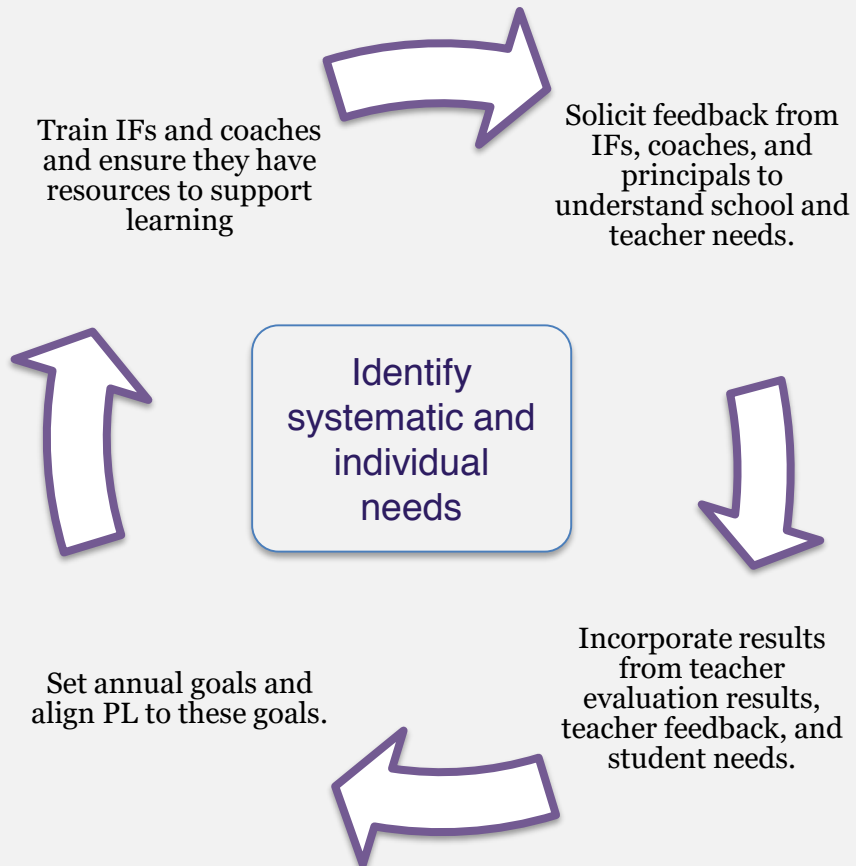 Train IFs and coaches
and ensure they have
resources to support
learning
Solicit feedback from
IFs, coaches, and
principals to
understand school and
teacher needs.
Identify
systematic and
individual
needs
Set annual goals and
align PL to these goals.
Incorporate results
from teacher
evaluation results,
teacher feedback, and
student needs.